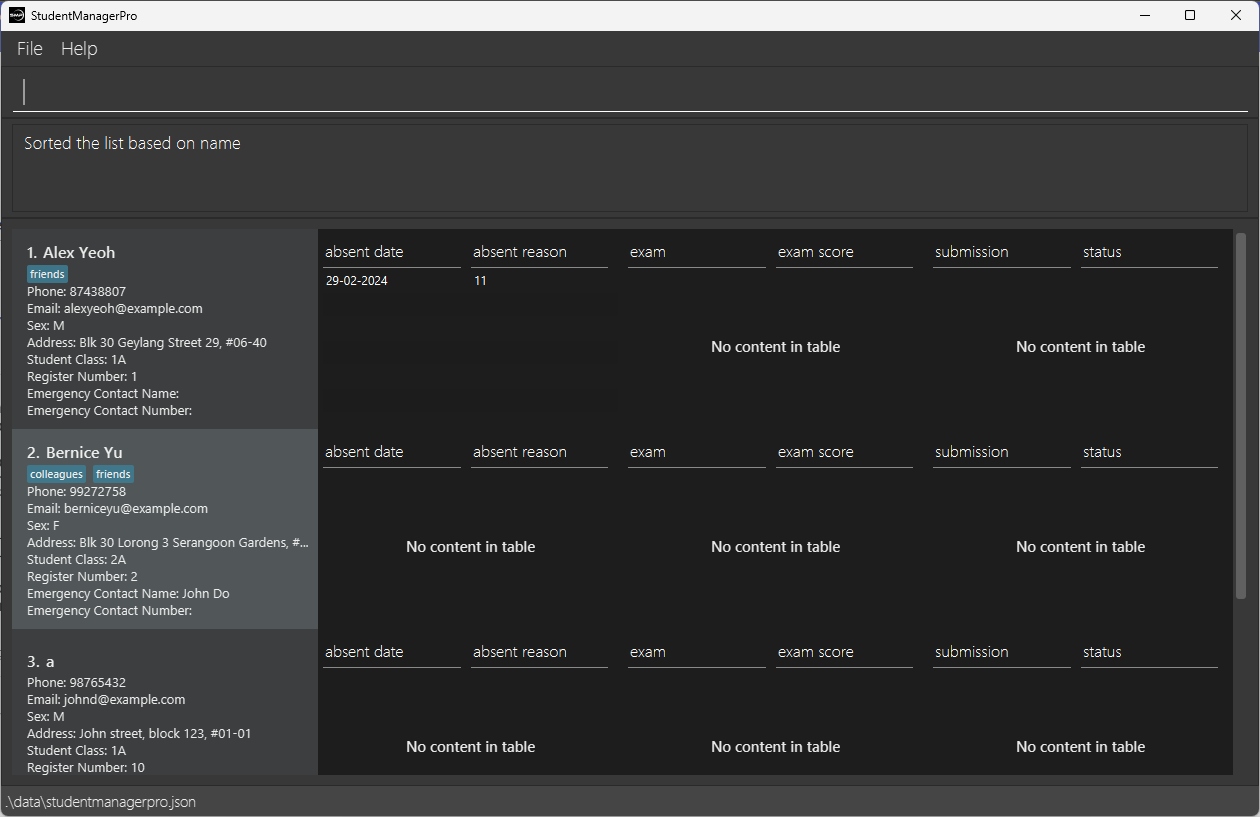 StudentManagerPro
File Help
Sorted the list based on name
1. Alex Yeoh
friends
Phone: 87438807
Email: alexyeoh@example.com
Sex: M
Address: Blk 30 Geylang Street 29, #06-40
Student Class: 1A
Register Number: 1
Emergency Contact Name:
Emergency Contact Number:
absent date absent reason exam exam score submission status
29-02-2024 11
No content in table No content in table
2. Bernice Yu
colleagues friends
Phone: 99272758
Email: berniceyu@example.com
Sex: F
Address: Blk 30 Lorong 3 Serangoon Gardens, #...
Student Class: 2A
Register Number: 2
Emergency Contact Name: John Do
Emergency Contact Number:
absent date absent reason exam exam score submission status
No content in table No content in table No content in table
3. a
Phone: 98765432
Email: johnd@example.com
Sex: M
Address: John street, block 123, #01-01
Student Class: 1A
Register Number: 10
absent date absent reason exam exam score submission status
No content in table No content in table No content in table
.\data\studentmanagerpro.json